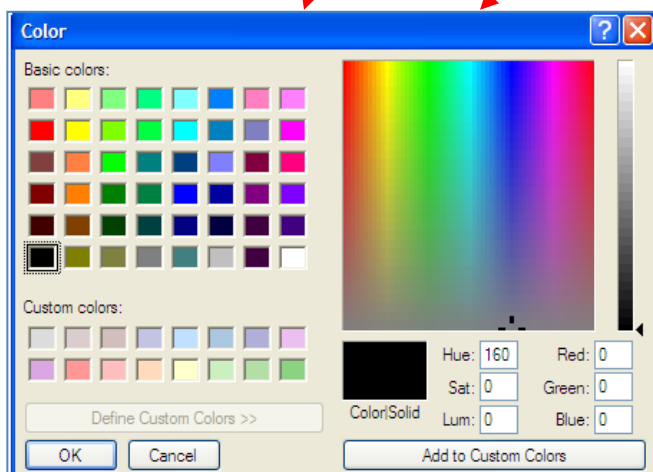 Color
Basic colors:
Custom colors:
Define Custom Colors >>
OK Cancel
Color|Solid
Hue: 160 Red: 0
Sat: 0 Green: 0
Lum: 0 Blue: 0
Add to Custom Colors